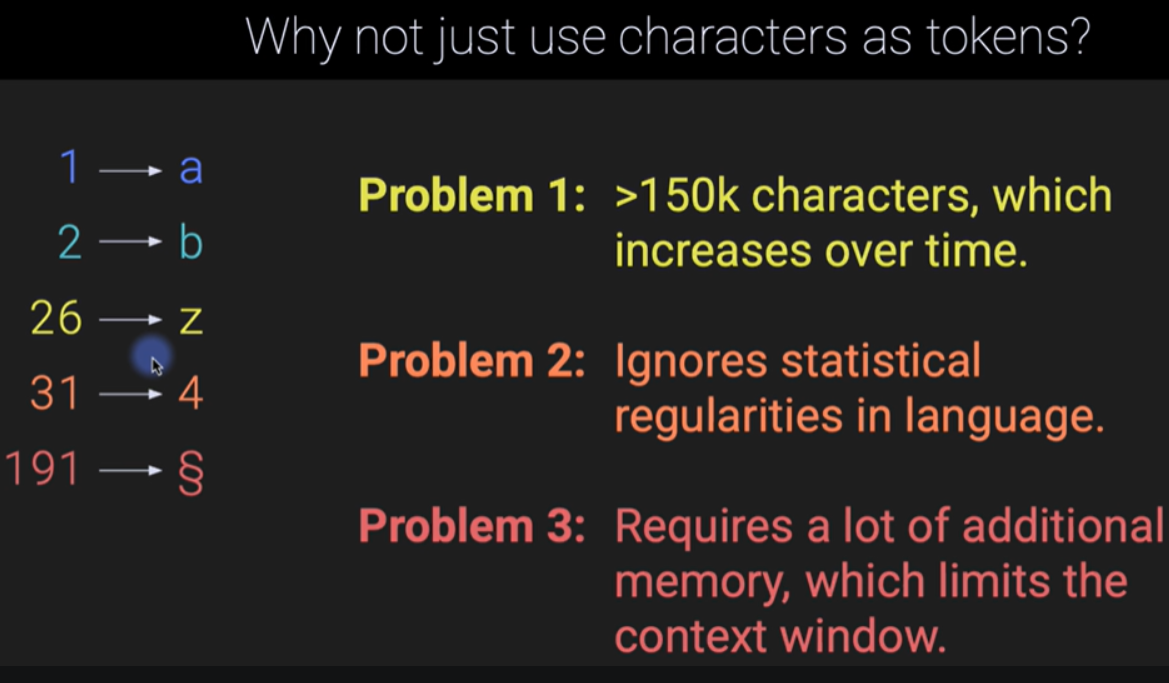 Why not just use characters as tokens?
1 → a
2 → b
26 → z
31 → 4
191 → §
Problem 1: >150k characters, which
increases over time.
Problem 2: Ignores statistical
regularities in language.
Problem 3: Requires a lot of additional
memory, which limits the
context window.